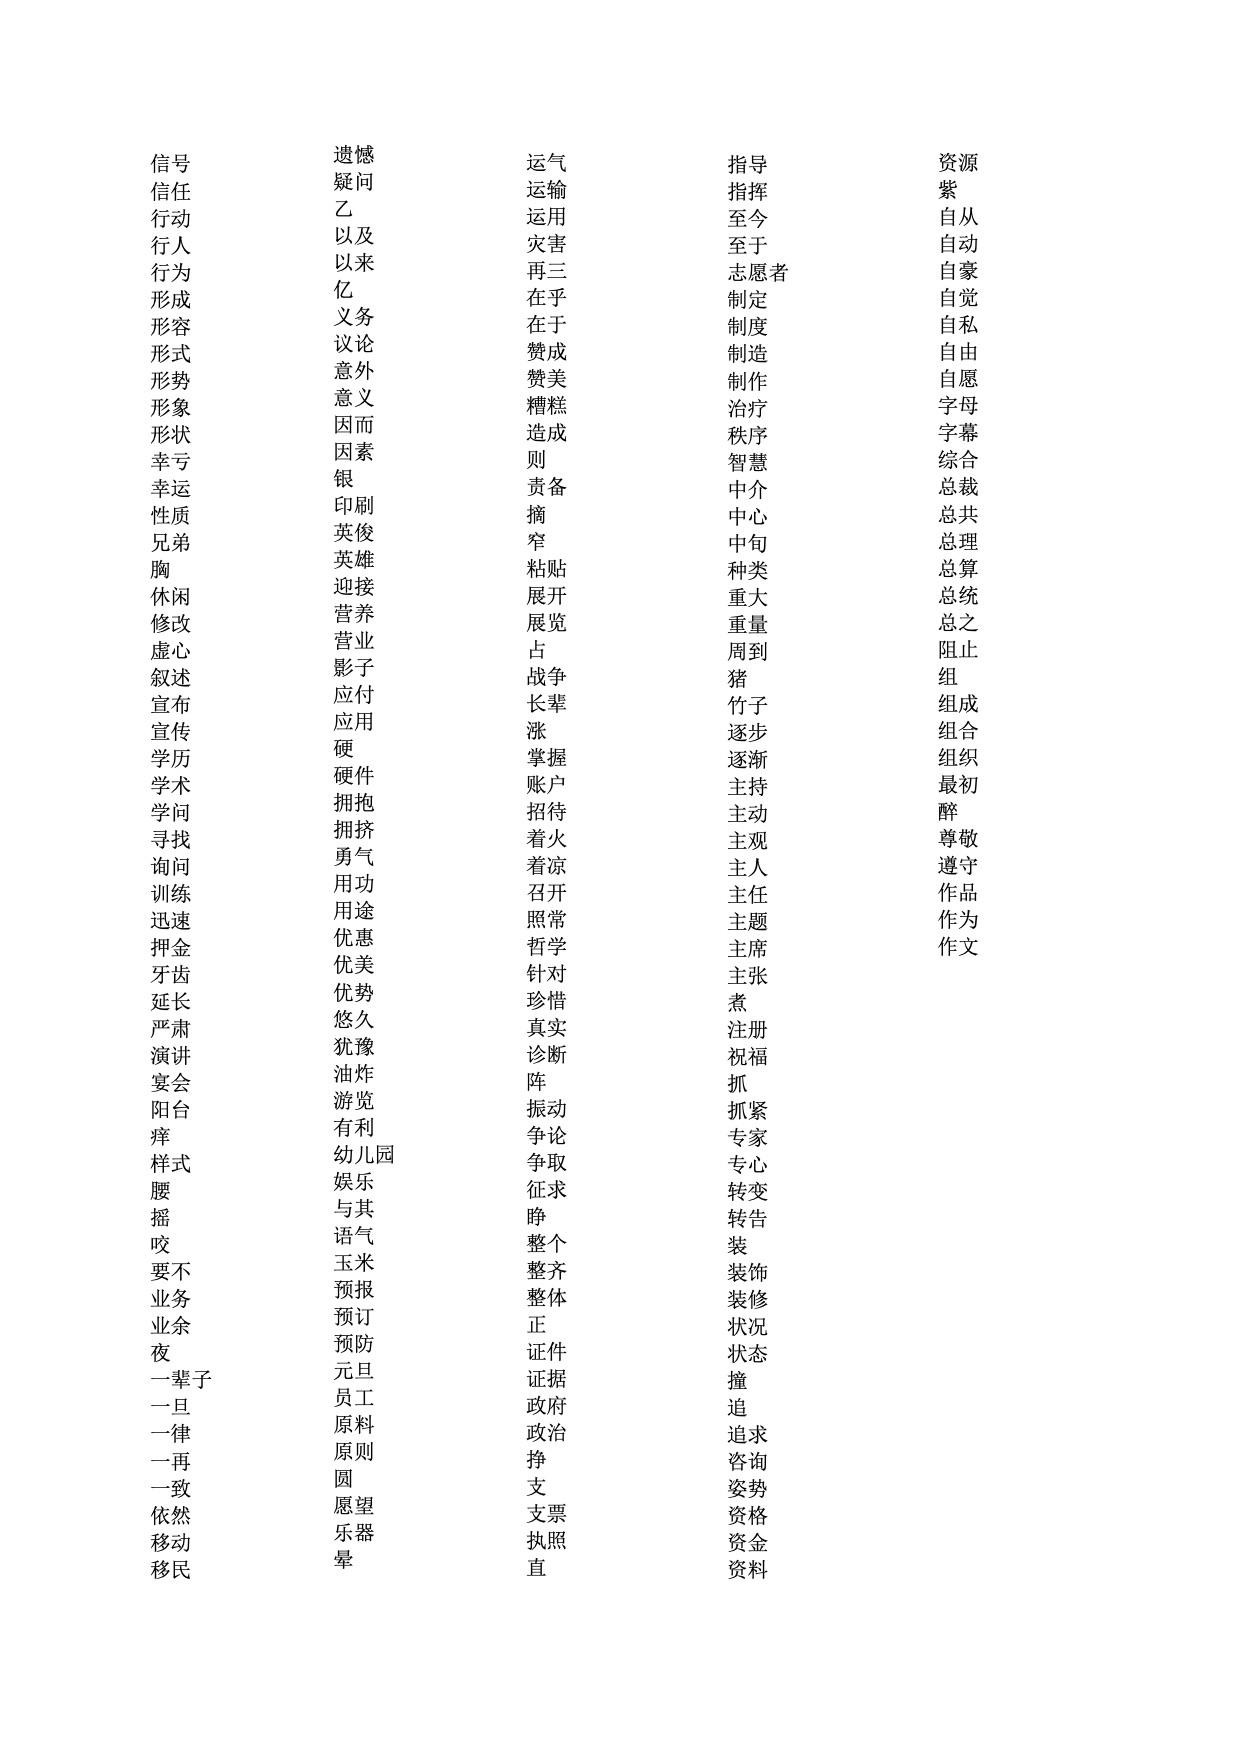 信号
信任
行动
行人
行为
形成
形容
形式
形势
形象
形状
幸亏
幸运
性质
兄弟
胸
休闲
修改
虚心
叙述
宣布
宣传
学历
学术
学问
寻找
询问
训练
迅速
押金
牙齿
延长
严肃
演讲
宴会
阳台
痒
样式
腰
摇
咬
要不
业务
业余
夜
一辈子
一旦
一律
一再
一致
依然
移动
移民
遗憾
疑问
乙
以及
以来
亿
义务
议论
意外
意义
因而
因素
银
印刷
英俊
英雄
迎接
营养
营业
影子
应付
应用
硬
硬件
拥抱
拥挤
勇气
用功
用途
优惠
优美
优势
悠久
犹豫
油炸
游览
有利
幼儿园
娱乐
与其
语气
玉米
预报
预订
预防
元旦
员工
原料
原则
圆
愿望
乐器
晕
运气
运输
运用
灾害
再三
在乎
在于
赞成
赞美
糟糕
造成
则
责备
摘
窄
粘贴
展开
展览
占
战争
长辈
涨
掌握
账户
招待
着火
着凉
召开
照常
哲学
针对
珍惜
真实
诊断
阵
振动
争论
争取
征求
睁
整个
整齐
整体
正
证件
证据
政府
政治
挣
支
支票
执照
直
指导
指挥
至今
至于
志愿者
制定
制度
制造
制作
治疗
秩序
智慧
中介
中心
中旬
种类
重大
重量
周到
猪
竹子
逐步
逐渐
主持
主动
主观
主人
主任
主题
主席
主张
煮
注册
祝福
抓
抓紧
专家
专心
转变
转告
装
装饰
装修
状况
状态
撞
追
追求
咨询
姿势
资格
资金
资料
资源
紫
自从
自动
自豪
自觉
自私
自由
自愿
字母
字幕
综合
总裁
总共
总理
总算
总统
总之
阻止
组
组成
组合
组织
最初
醉
尊敬
遵守
作品
作为
作文